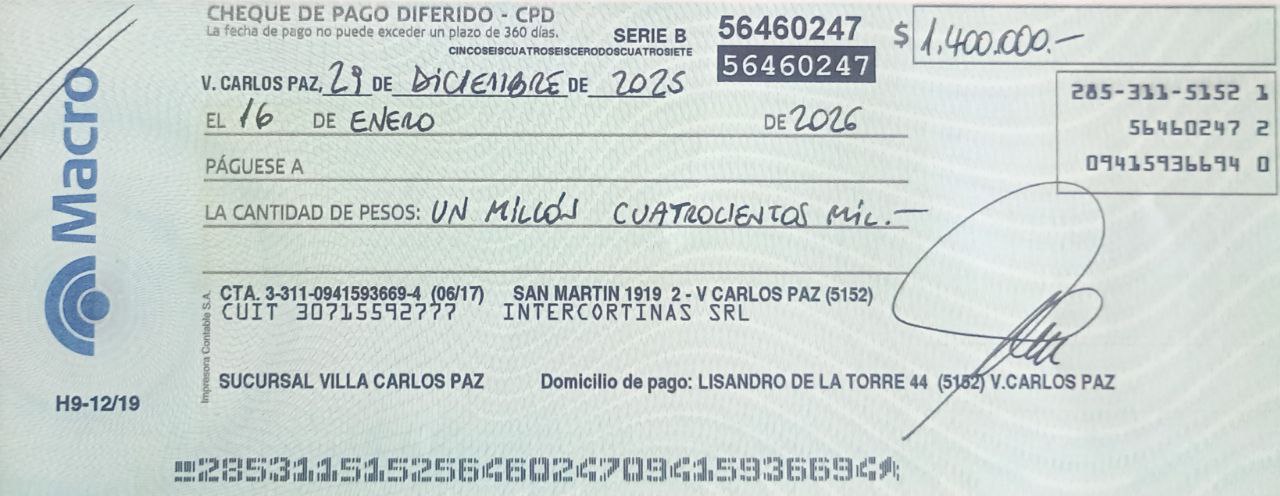 CHEQUE DE PAGO DIFERIDO - CPD
La fecha de pago no puede exceder un plazo de 360 días.
SERIE B
56460247
$ 1.400.000.-
CINCOSEISCUATROSEISCERODOSCUATROSIETE
56460247
V. CARLOS PAZ, 29 DE DICIEMBRE DE 2025
285-311-5152 1
EL 16 DE ENERO DE 2026
56460247 2
09415936694 0
PÁGUESE A
LA CANTIDAD DE PESOS: UN MILLÓN CUATROCIENTOS MIL.-
Macro
CTA. 3-311-0941593669-4 (06/17) SAN MARTIN 1919 2 - V CARLOS PAZ (5152)
CUIT 30715592777 INTERCORTINAS SRL
Impresora Contable S.A.
SUCURSAL VILLA CARLOS PAZ Domicilio de pago: LISANDRO DE LA TORRE 44 (5152) V.CARLOS PAZ
H9-12/19
28531151525646024709415936694